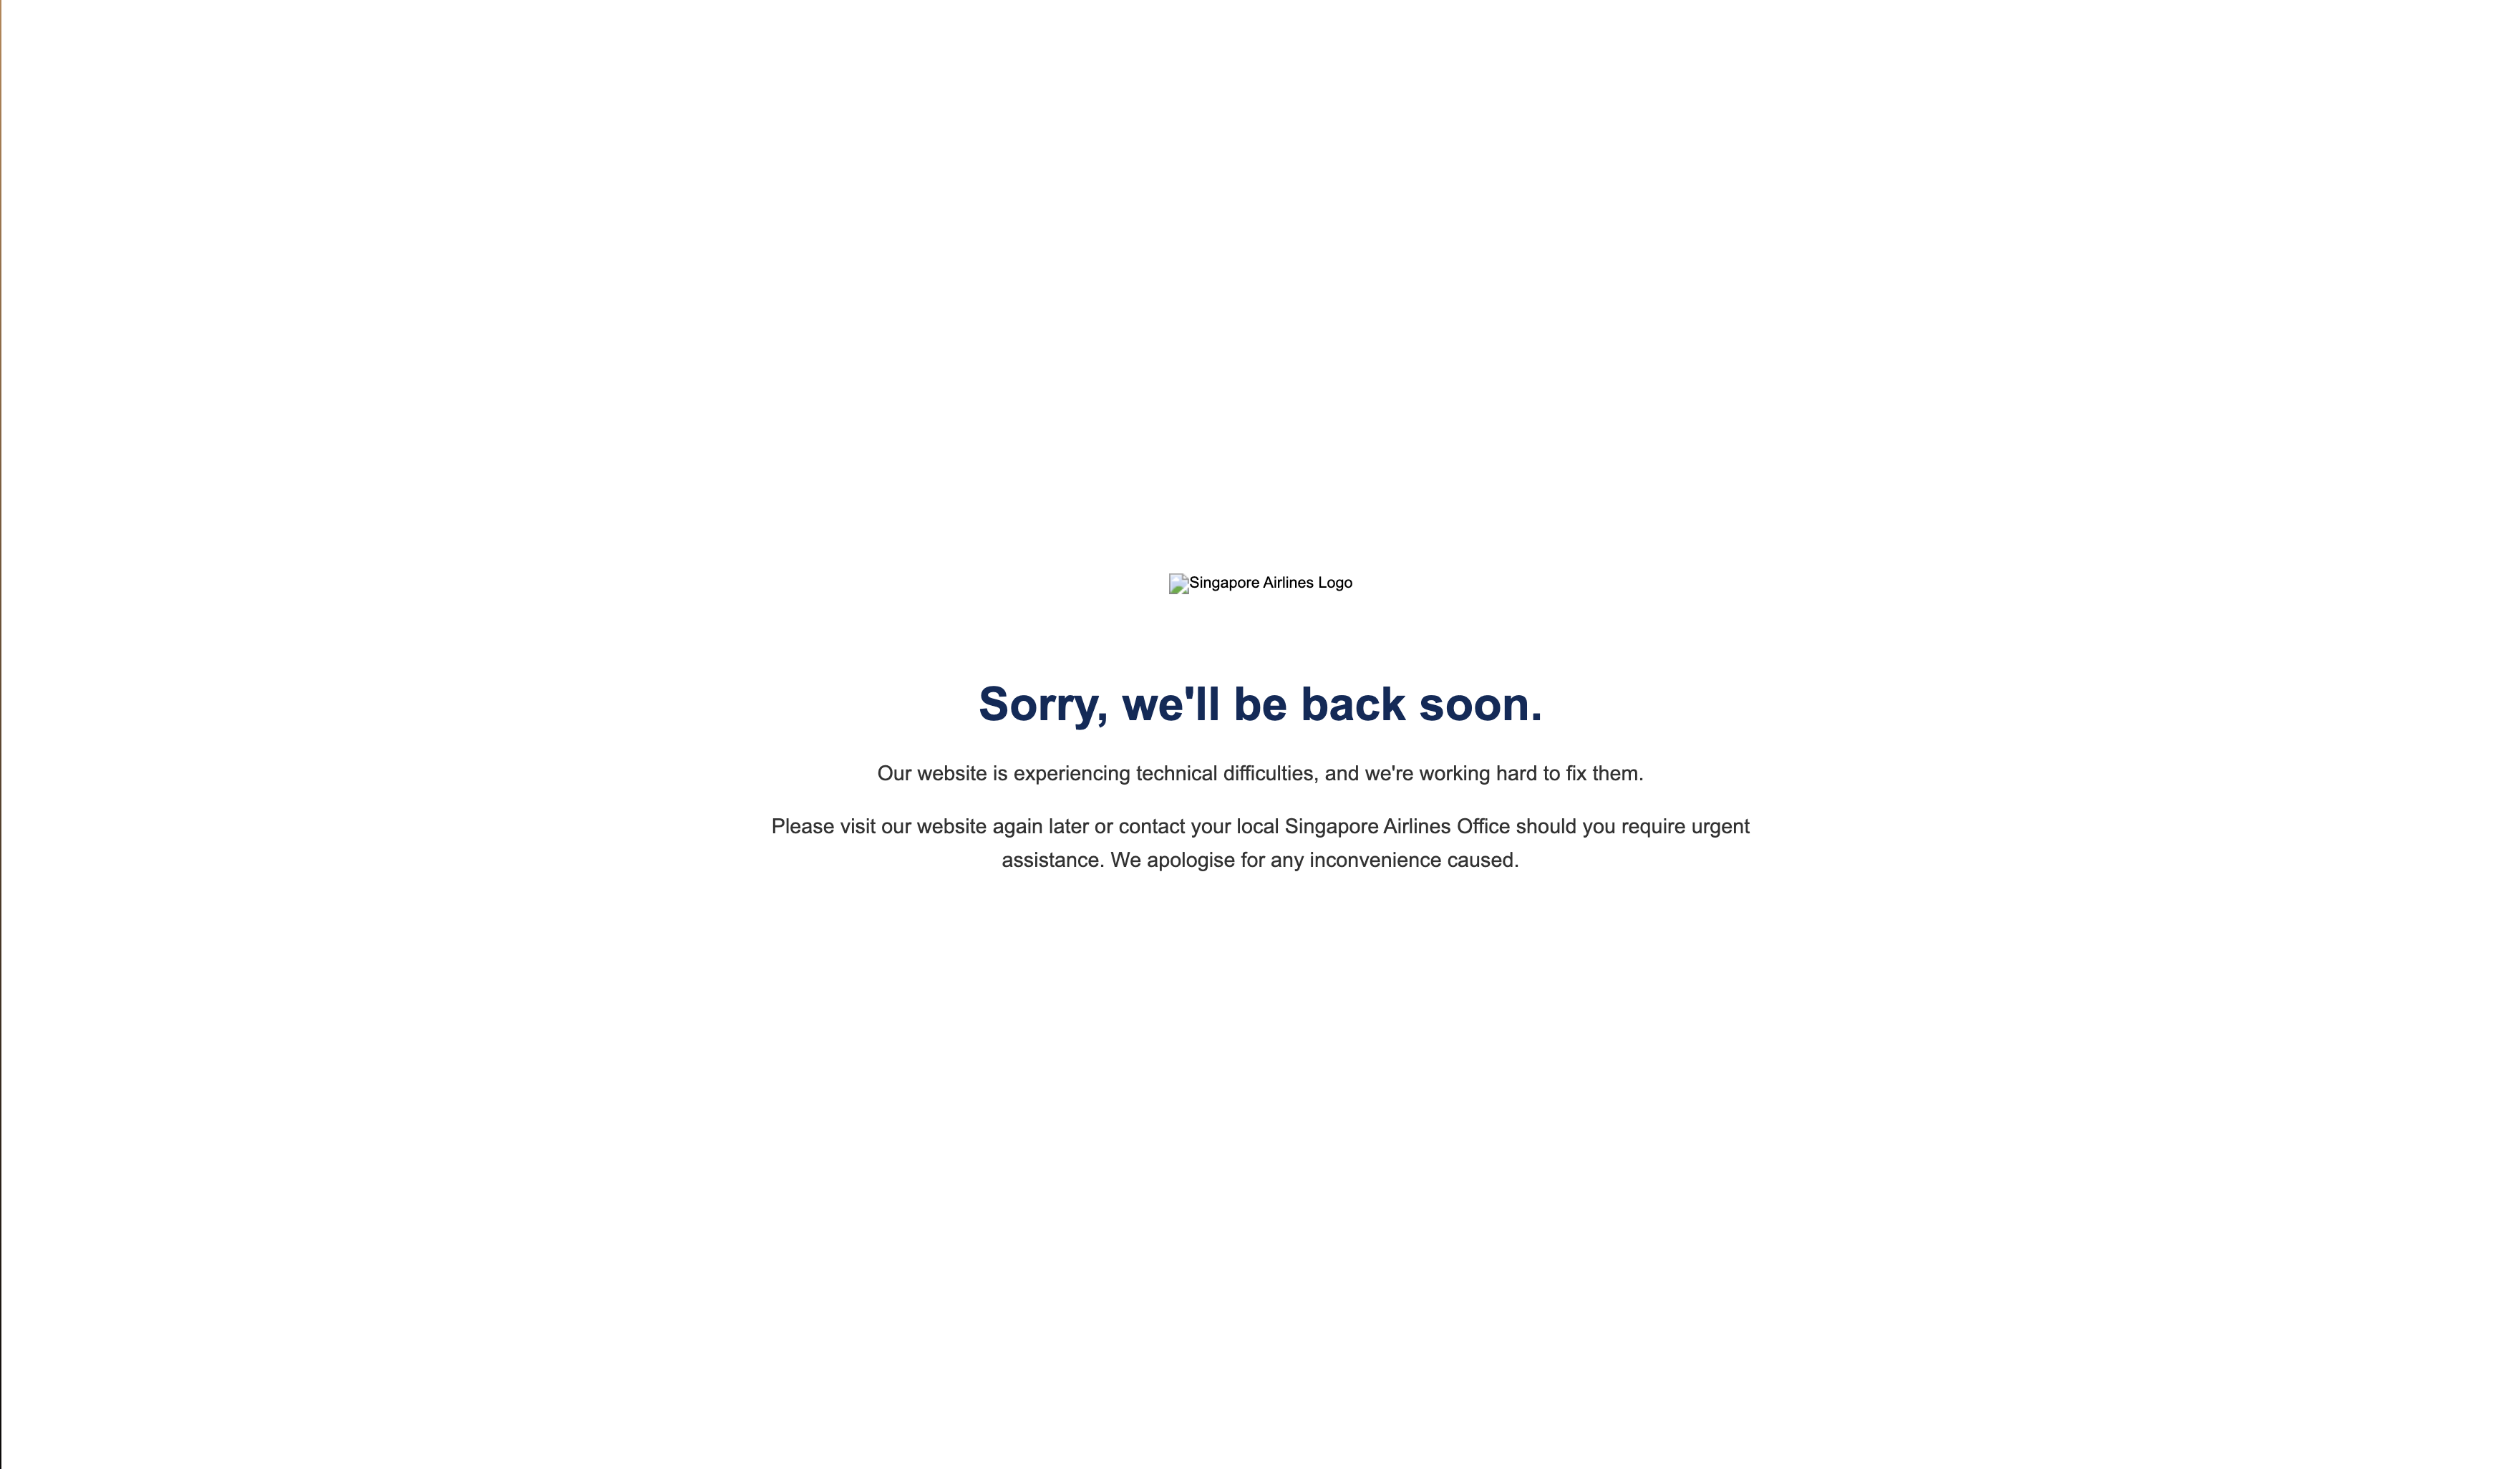 Singapore Airlines Logo
Sorry, we'll be back soon.
Our website is experiencing technical difficulties, and we're working hard to fix them.
Please visit our website again later or contact your local Singapore Airlines Office should you require urgent
assistance. We apologise for any inconvenience caused.